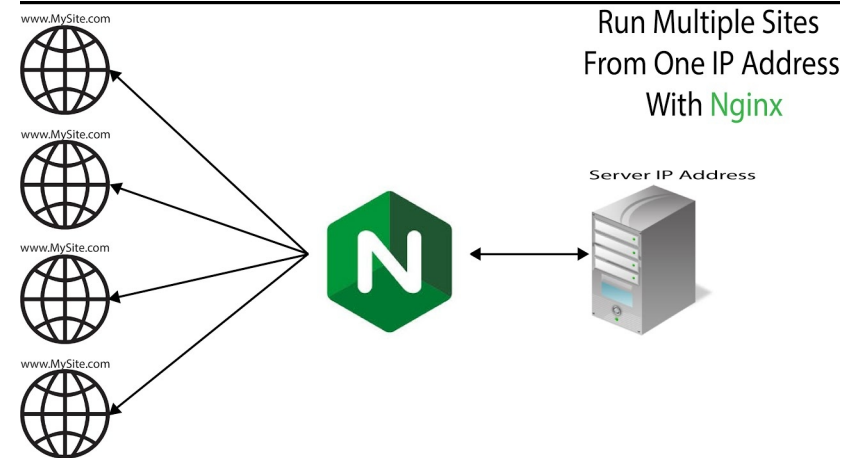 www.MySite.com
Run Multiple Sites
From One IP Address
With Nginx
www.MySite.com
Server IP Address
N
www.MySite.com
www.MySite.com